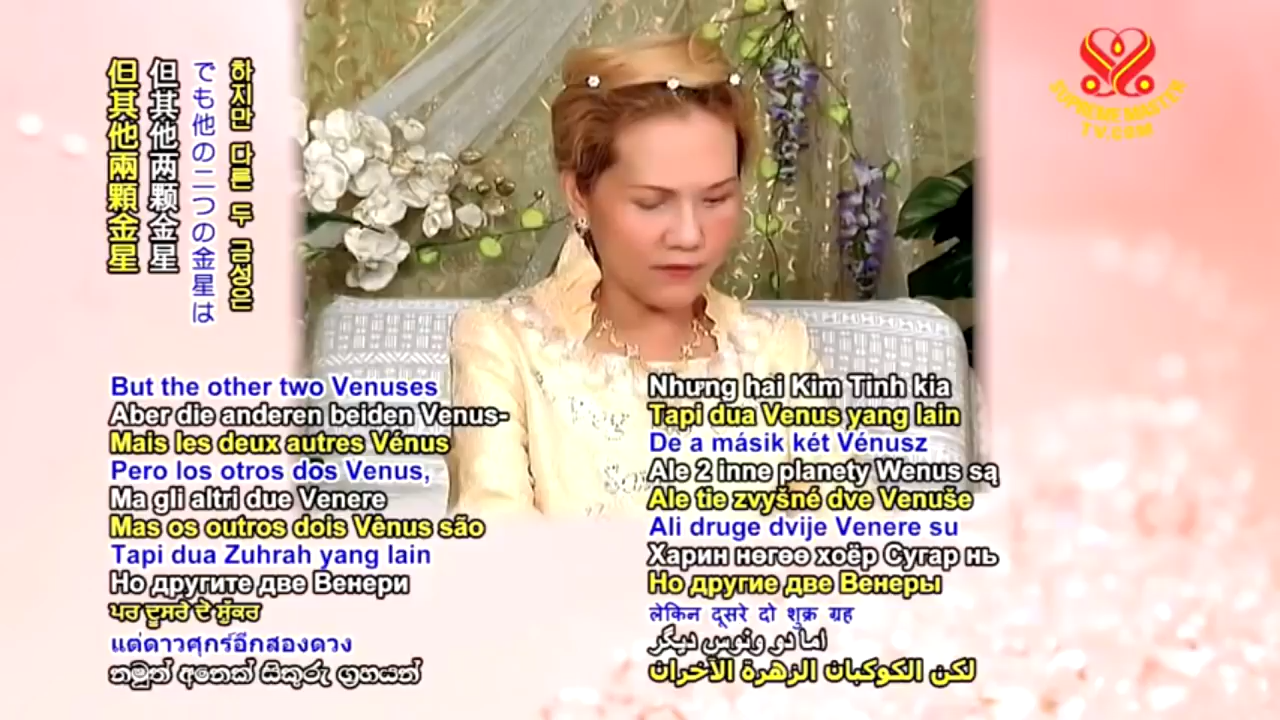 하지만 다른 두 금성은
でも他の二つの金星は
但其他两颗金星
但其他兩顆金星
SUPREME MASTER
TV.COM
But the other two Venuses
Aber die anderen beiden Venus-
Mais les deux autres Vénus
Pero los otros dos Venus,
Ma gli altri due Venere
Mas os outros dois Vênus são
Tapi dua Zuhrah yang lain
Но другите две Венери
ਪਰ ਦੂਸਰੇ ਦੋ ਸ਼ੁੱਕਰ
แต่ดาวศุกร์อีกสองดวง
නමුත් අනෙක් සිකුරු ග්‍රහයන්
Nhưng hai Kim Tinh kia
Tapi dua Venus yang lain
De a másik két Vénusz
Ale 2 inne planety Wenus są
Ale tie zvyšné dve Venuše
Ali druge dvije Venere su
Харин нөгөө хоёр Сугар нь
Но другие две Венеры
लेकिन दूसरे दो शुक्र ग्रह
اما دو ونوس دیگر
لكن الكوكبان الزهرة الآخران